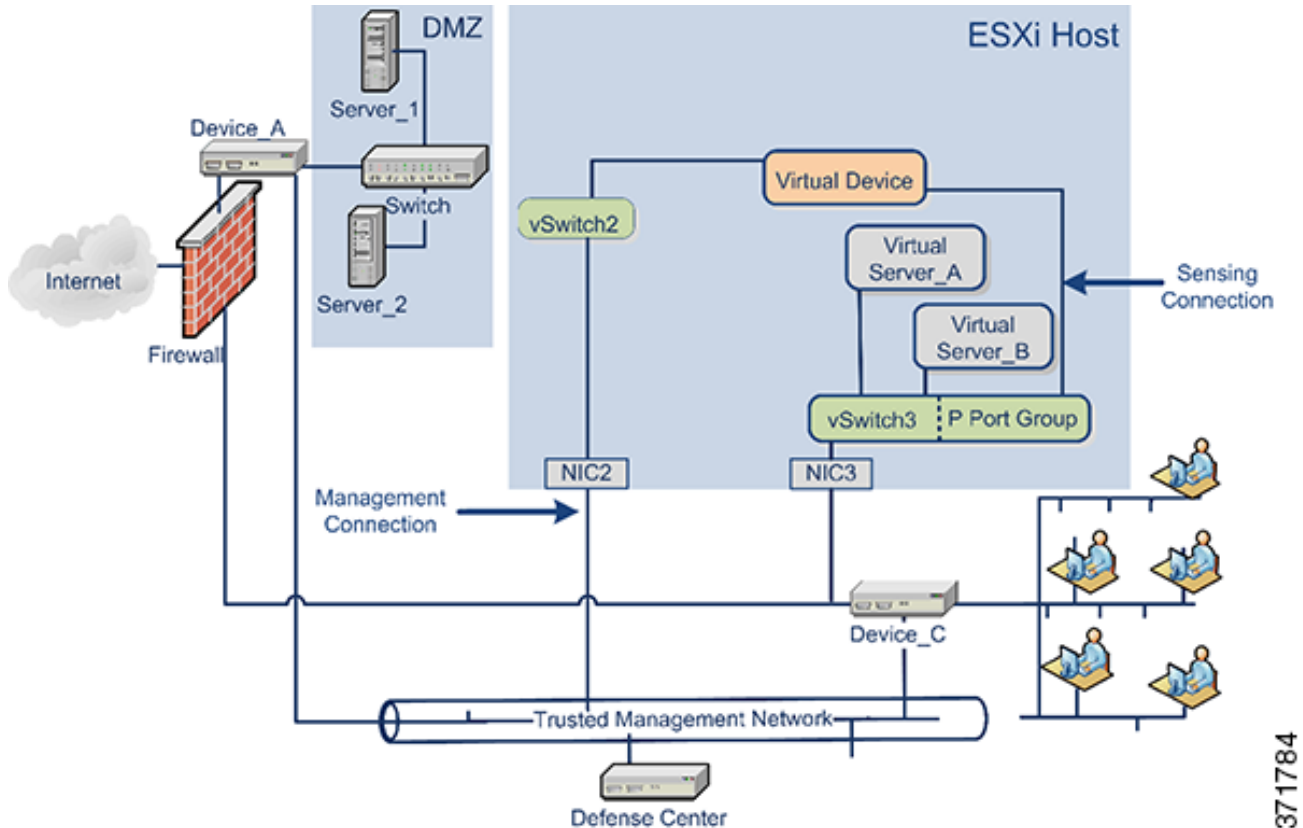 DMZ
ESXi Host
Server_1
Device_A
Virtual Device
Switch
vSwitch2
Virtual
Server_A
Internet
Sensing
Connection
Server_2
Virtual
Server_B
Firewall
vSwitch3
P Port Group
NIC2
NIC3
Management
Connection
Device_C
Trusted Management Network
Defense Center
371784